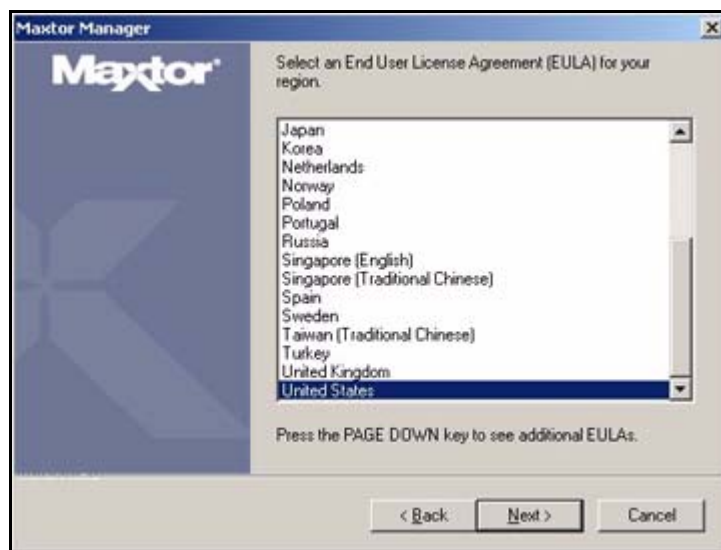 Maxtor Manager
Maxtor
Select an End User License Agreement (EULA) for your
region.
Japan
Korea
Netherlands
Norway
Poland
Portugal
Russia
Singapore (English)
Singapore (Traditional Chinese)
Spain
Sweden
Taiwan (Traditional Chinese)
Turkey
United Kingdom
United States
Press the PAGE DOWN key to see additional EULAs.
< Back
Next >
Cancel